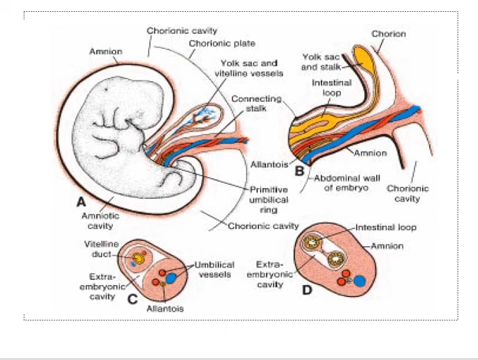 Chorionic cavity
Chorionic plate
Amnion
Yolk sac and
vitelline vessels
Connecting
stalk
Primitive
umbilical
ring
Chorionic cavity
A
Amniotic
cavity
Chorion
Yolk sac
and stalk
Intestinal
loop
Allantois
B
Amnion
Abdominal wall
of embryo
Chorionic
cavity
Vitelline
duct
Extra-
embryonic
cavity
C
Umbilical
vessels
Allantois
Intestinal loop
Amnion
Extra-
embryonic
cavity
D